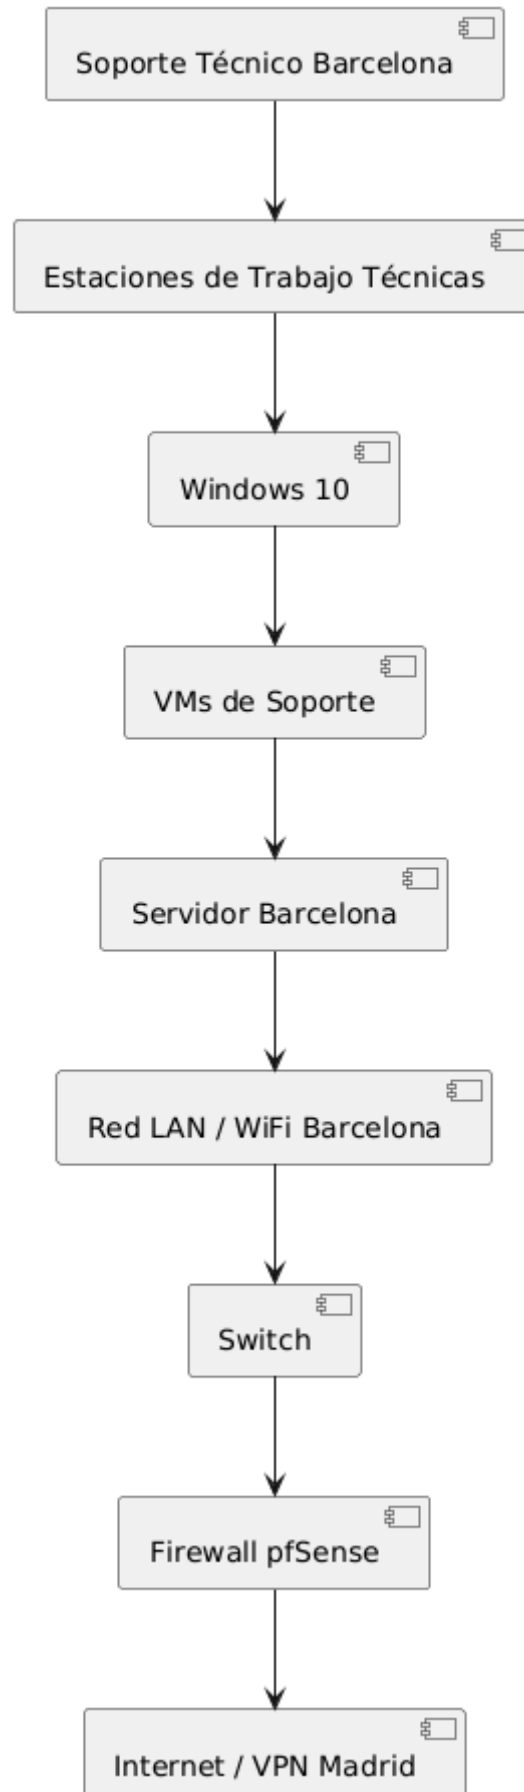 Soporte Técnico Barcelona
Estaciones de Trabajo Técnicas
Windows 10
VMs de Soporte
Servidor Barcelona
Red LAN / WiFi Barcelona
Switch
Firewall pfSense
Internet / VPN Madrid